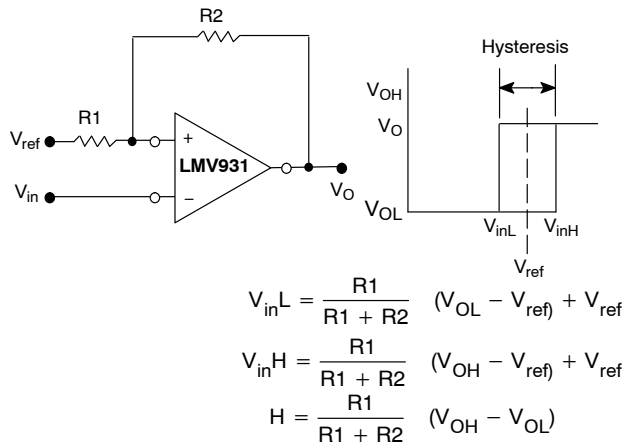 R2
Hysteresis
R1
V_OH
V_O
V_ref
+
LMV931
V_in
−
V_O
V_OL
V_inL
V_inH
V_ref
V_inL = R1 / (R1 + R2) (V_OL − V_ref) + V_ref
V_inH = R1 / (R1 + R2) (V_OH − V_ref) + V_ref
H = R1 / (R1 + R2) (V_OH − V_OL)